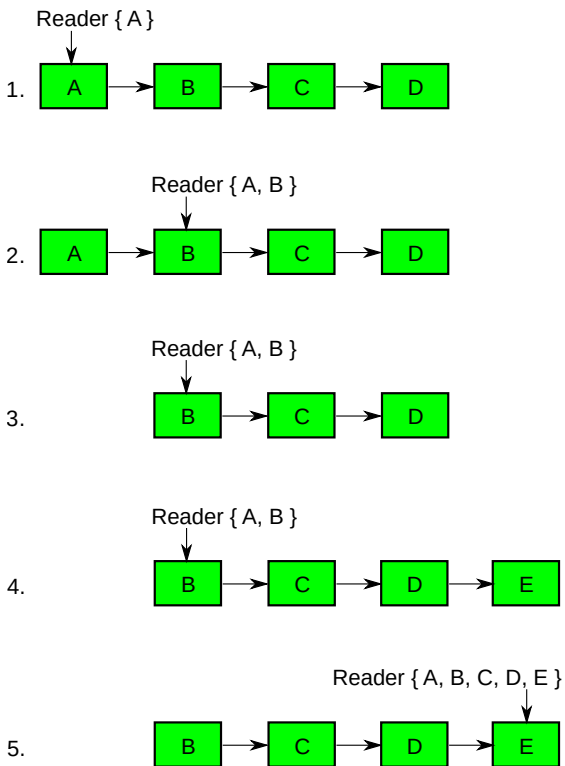 Reader { A }
1. A B C D
Reader { A, B }
2. A B C D
Reader { A, B }
3. B C D
Reader { A, B }
4. B C D E
Reader { A, B, C, D, E }
5. B C D E